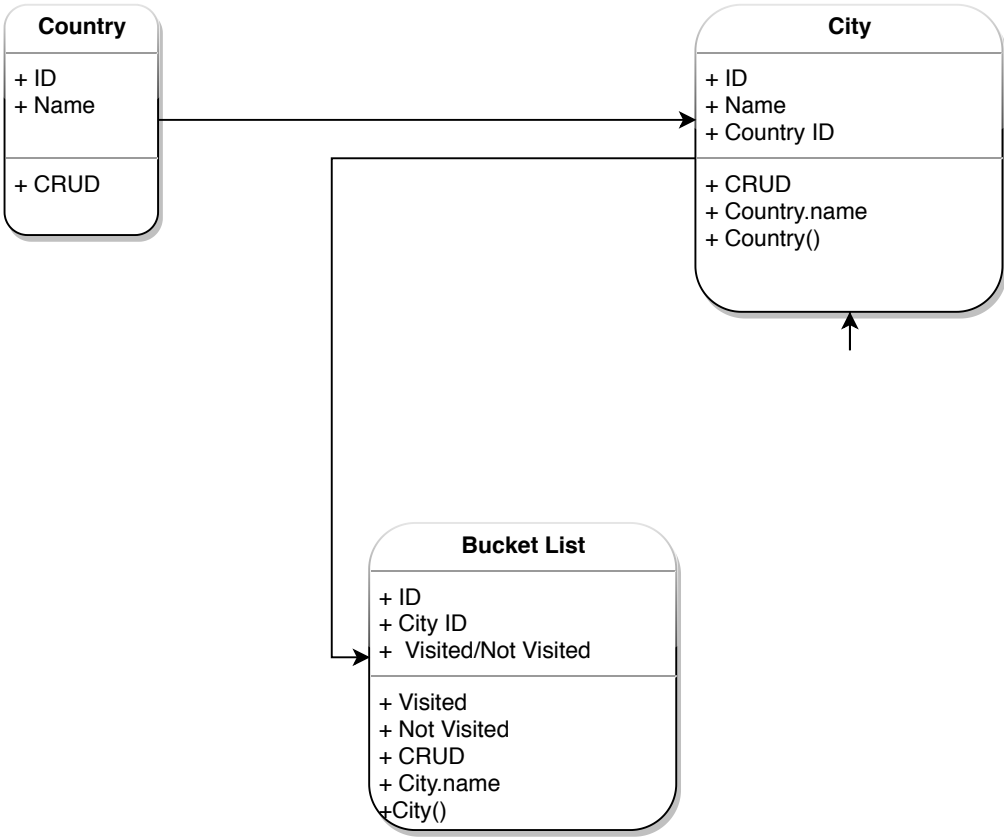 Country
+ ID
+ Name
+ CRUD
City
+ ID
+ Name
+ Country ID
+ CRUD
+ Country.name
+ Country()
Bucket List
+ ID
+ City ID
+  Visited/Not Visited
+ Visited
+ Not Visited
+ CRUD
+ City.name
+City()